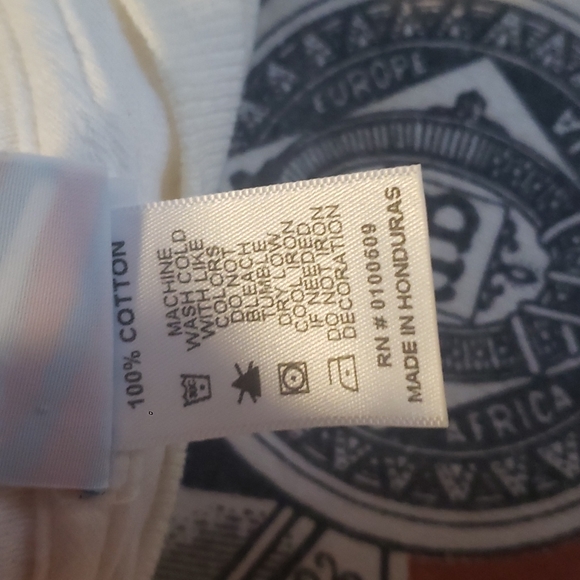 100% COTTON
MACHINE
WASH COLD
WITH LIKE
COLORS
DO NOT
BLEACH
TUMBLE
DRY LOW
COOL IRON
IF NEEDED
DO NOT IRON
DECORATION
RN # 0100609
MADE IN HONDURAS
EUROPE
AFRICA